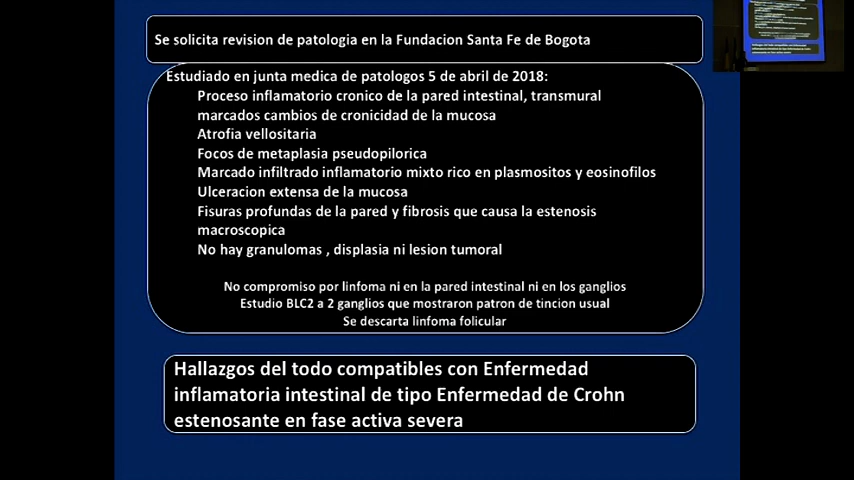 Se solicita revision de patologia en la Fundacion Santa Fe de Bogota
Estudiado en junta medica de patologos 5 de abril de 2018:
Proceso inflamatorio cronico de la pared intestinal, transmural
marcados cambios de cronicidad de la mucosa
Atrofia vellositaria
Focos de metaplasia pseudopilorica
Marcado infiltrado inflamatorio mixto rico en plasmositos y eosinofilos
Ulceracion extensa de la mucosa
Fisuras profundas de la pared y fibrosis que causa la estenosis
macroscopica
No hay granulomas , displasia ni lesion tumoral
No compromiso por linfoma ni en la pared intestinal ni en los ganglios
Estudio BLC2 a 2 ganglios que mostraron patron de tincion usual
Se descarta linfoma folicular
Hallazgos del todo compatibles con Enfermedad
inflamatoria intestinal de tipo Enfermedad de Crohn
estenosante en fase activa severa